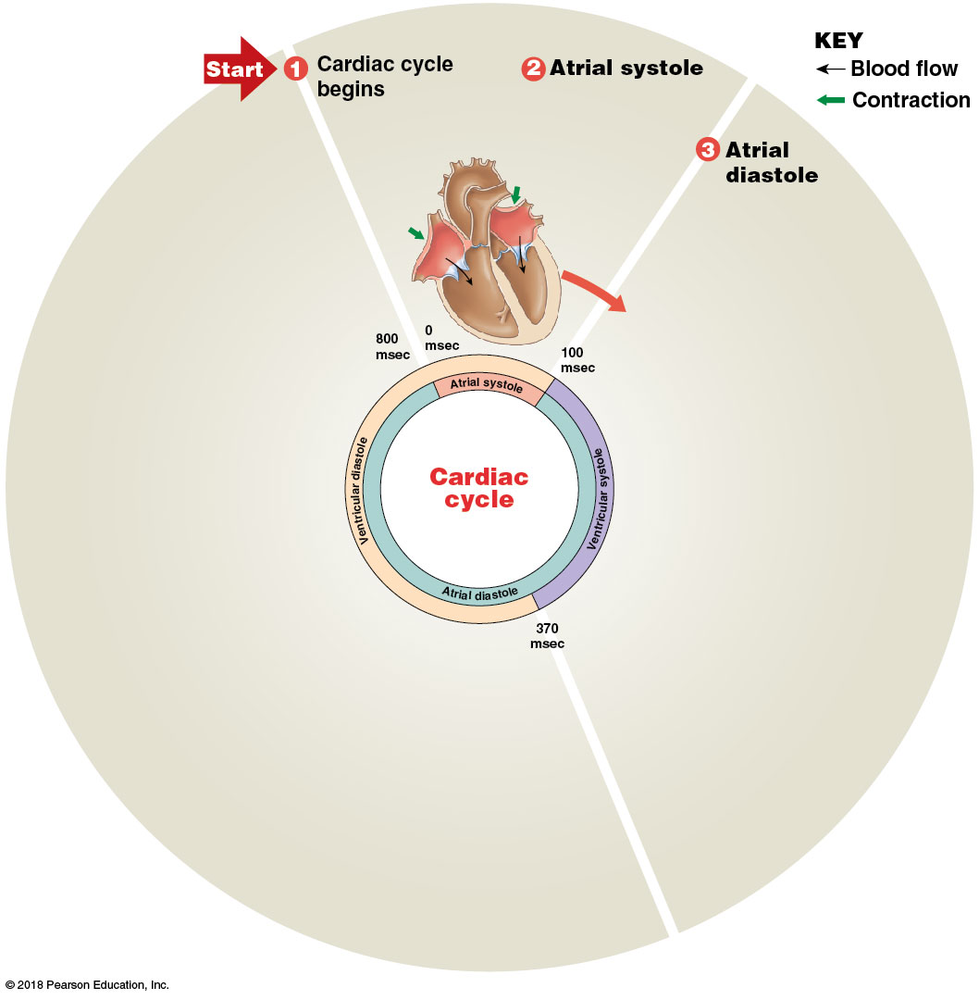 Start
1 Cardiac cycle
begins
2 Atrial systole
3 Atrial
diastole
KEY
Blood flow
Contraction
800
msec
0
msec
100
msec
Atrial systole
Ventricular diastole
Ventricular systole
Cardiac
cycle
Atrial diastole
370
msec
© 2018 Pearson Education, Inc.